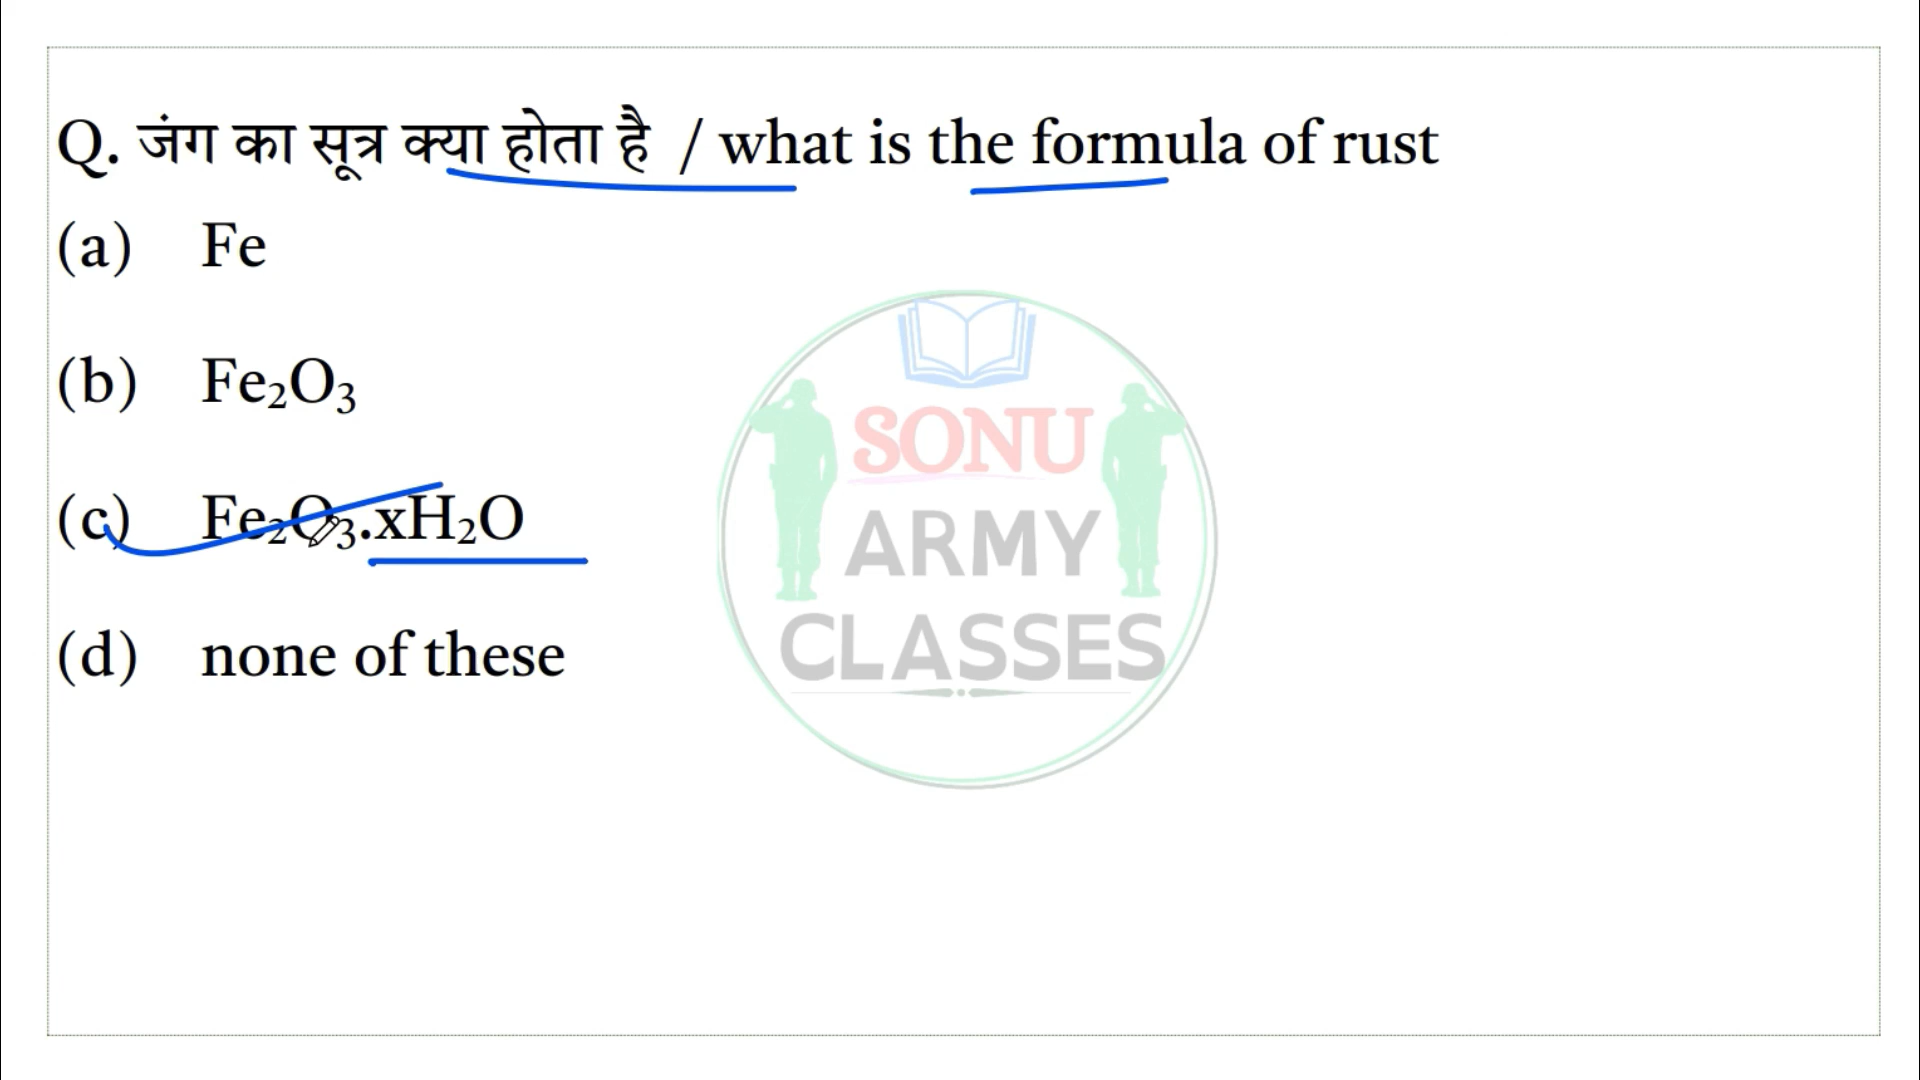 Q. जंग का सूत्र क्या होता है / what is the formula of rust
(a) Fe
(b) Fe₂O₃
(c) Fe₂O₃.xH₂O
(d) none of these
SONU
ARMY
CLASSES